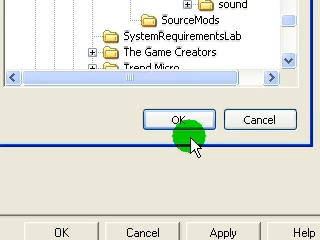 sound
SourceMods
SystemRequirementsLab
The Game Creators
Trend Micro
OK Cancel
OK Cancel Apply Help